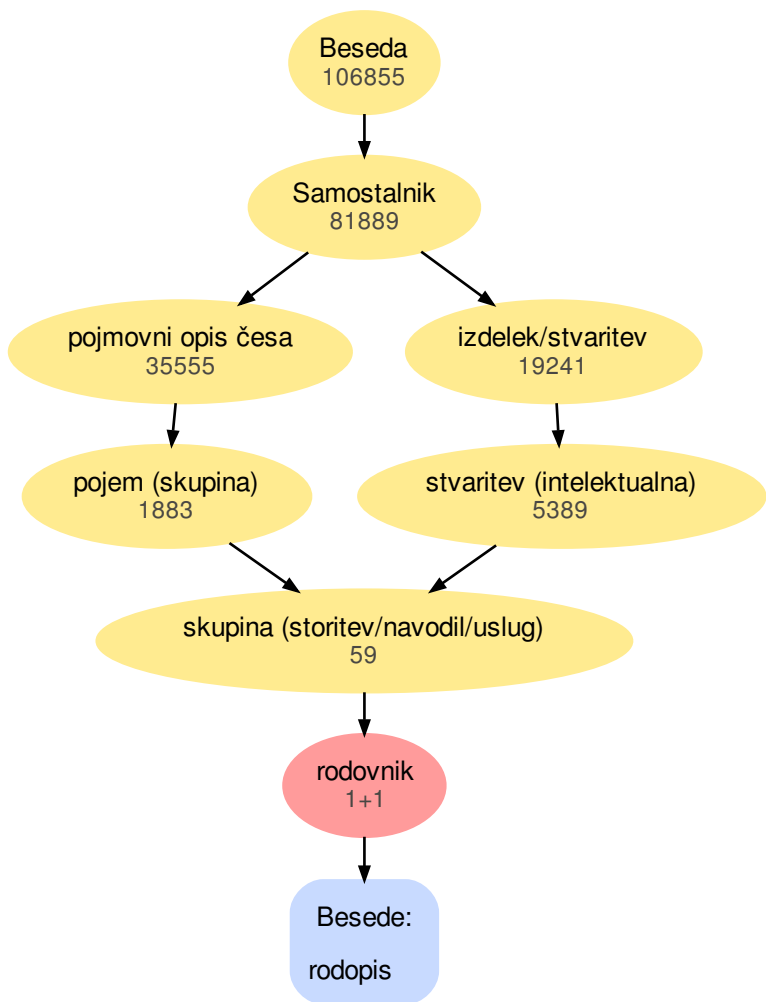 Beseda
106855
Samostalnik
81889
pojmovni opis česa
35555
izdelek/stvaritev
19241
pojem (skupina)
1883
stvaritev (intelektualna)
5389
skupina (storitev/navodil/uslug)
59
rodovnik
1+1
Besede:
rodopis